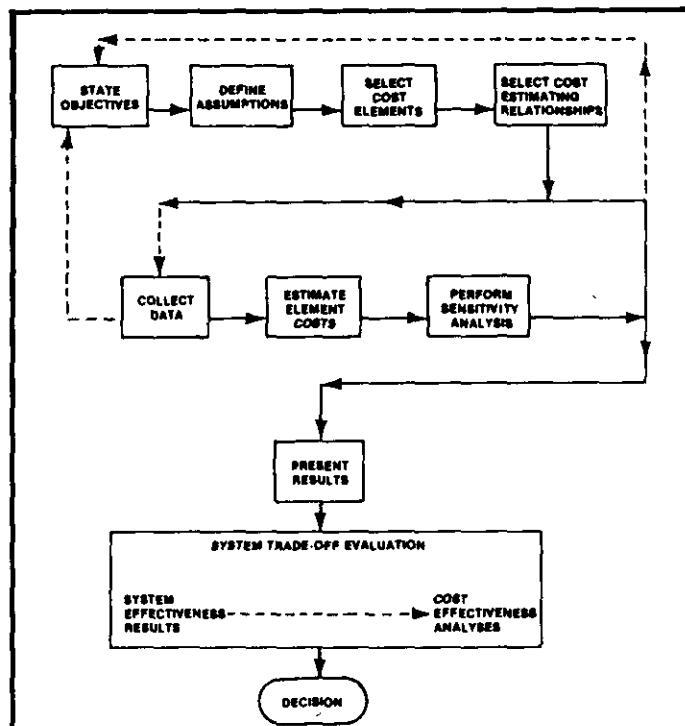 STATE
OBJECTIVES
DEFINE
ASSUMPTIONS
SELECT
COST
ELEMENTS
SELECT COST
ESTIMATING
RELATIONSHIPS
COLLECT
DATA
ESTIMATE
ELEMENT
COSTS
PERFORM
SENSITIVITY
ANALYSIS
PRESENT
RESULTS
SYSTEM TRADE-OFF EVALUATION
SYSTEM
EFFECTIVENESS
RESULTS
COST
EFFECTIVENESS
ANALYSES
DECISION